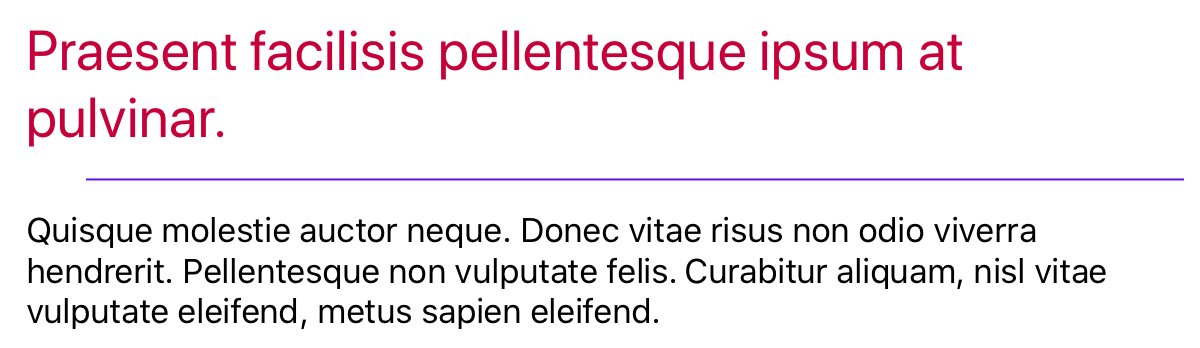 Praesent facilisis pellentesque ipsum at
pulvinar.
Quisque molestie auctor neque. Donec vitae risus non odio viverra
hendrerit. Pellentesque non vulputate felis. Curabitur aliquam, nisl vitae
vulputate eleifend, metus sapien eleifend.